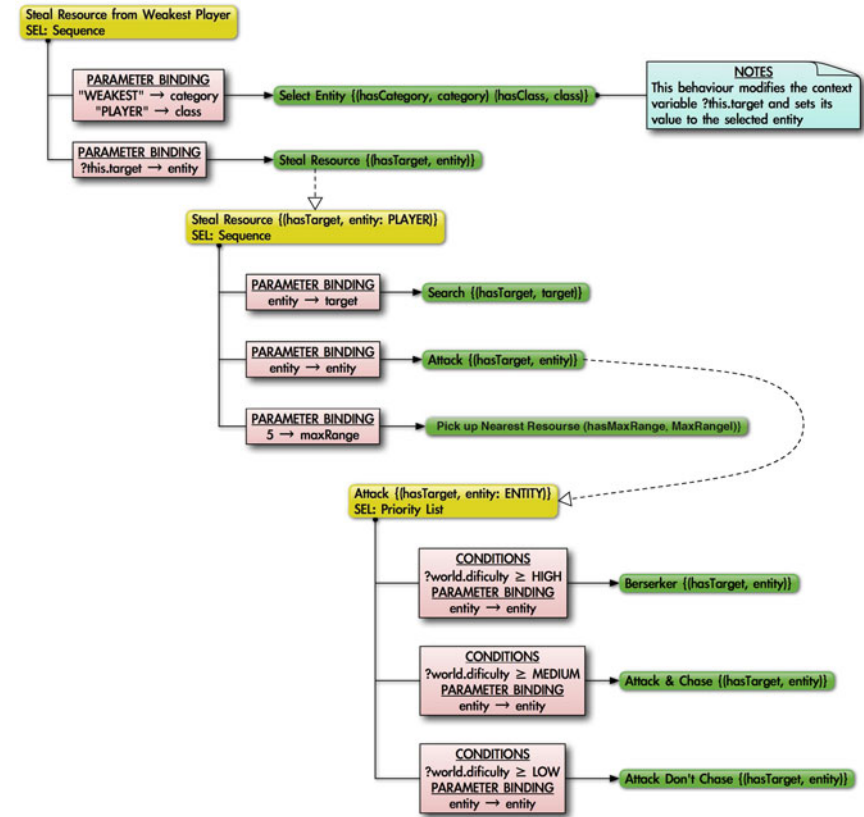 Steal Resource from Weakest Player
SEL: Sequence
PARAMETER BINDING
"WEAKEST" → category
"PLAYER" → class
Select Entity {(hasCategory, category) (hasClass, class)}
NOTES
This behaviour modifies the context
variable ?this.target and sets its
value to the selected entity
PARAMETER BINDING
?this.target → entity
Steal Resource {(hasTarget, entity)}
Steal Resource {(hasTarget, entity: PLAYER)}
SEL: Sequence
PARAMETER BINDING
entity → target
Search {(hasTarget, target)}
PARAMETER BINDING
entity → entity
Attack {(hasTarget, entity)}
PARAMETER BINDING
5 → maxRange
Pick up Nearest Resourse (hasMaxRange, MaxRangel)}
Attack {(hasTarget, entity: ENTITY)}
SEL: Priority List
CONDITIONS
?world.dificulty ≥ HIGH
PARAMETER BINDING
entity → entity
Berserker {(hasTarget, entity)}
CONDITIONS
?world.dificulty ≥ MEDIUM
PARAMETER BINDING
entity → entity
Attack & Chase {(hasTarget, entity)}
CONDITIONS
?world.dificulty ≥ LOW
PARAMETER BINDING
entity → entity
Attack Don't Chase {(hasTarget, entity)}